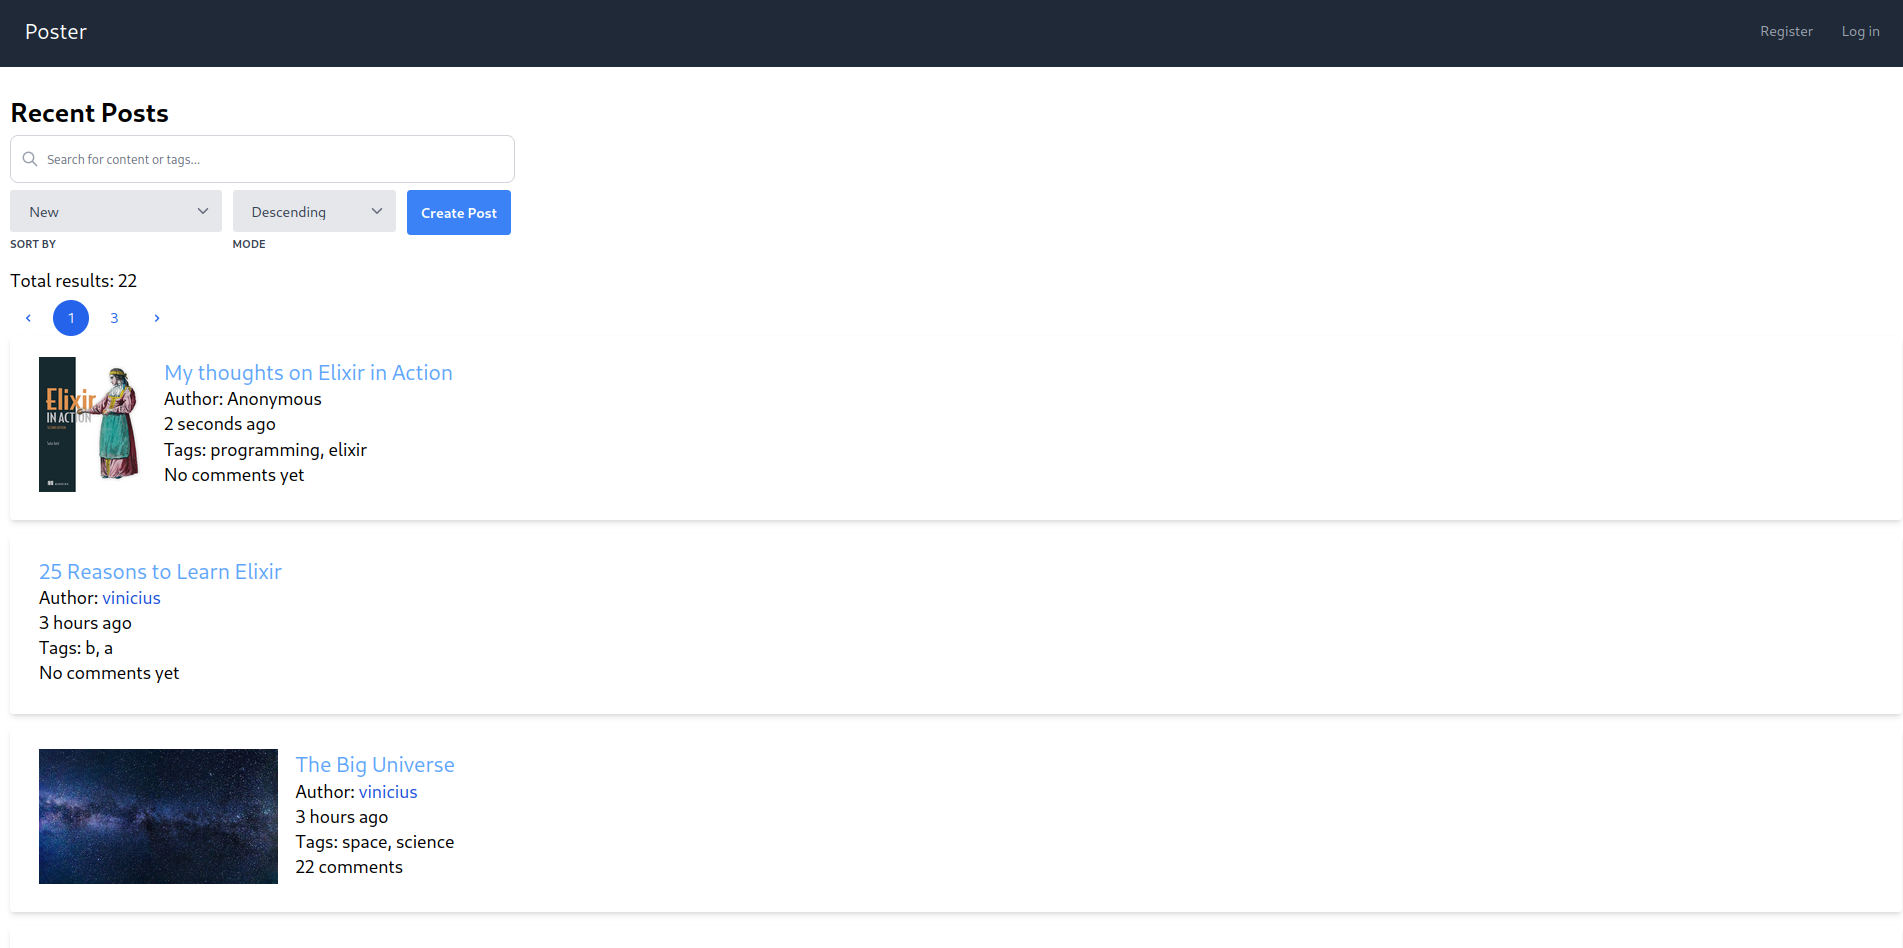 Poster
Register Log in
Recent Posts
Search for content or tags...
New Descending Create Post
SORT BY MODE
Total results: 22
‹ 1 3 ›
Elixir
IN ACTION
My thoughts on Elixir in Action
Author: Anonymous
2 seconds ago
Tags: programming, elixir
No comments yet
25 Reasons to Learn Elixir
Author: vinicius
3 hours ago
Tags: b, a
No comments yet
The Big Universe
Author: vinicius
3 hours ago
Tags: space, science
22 comments